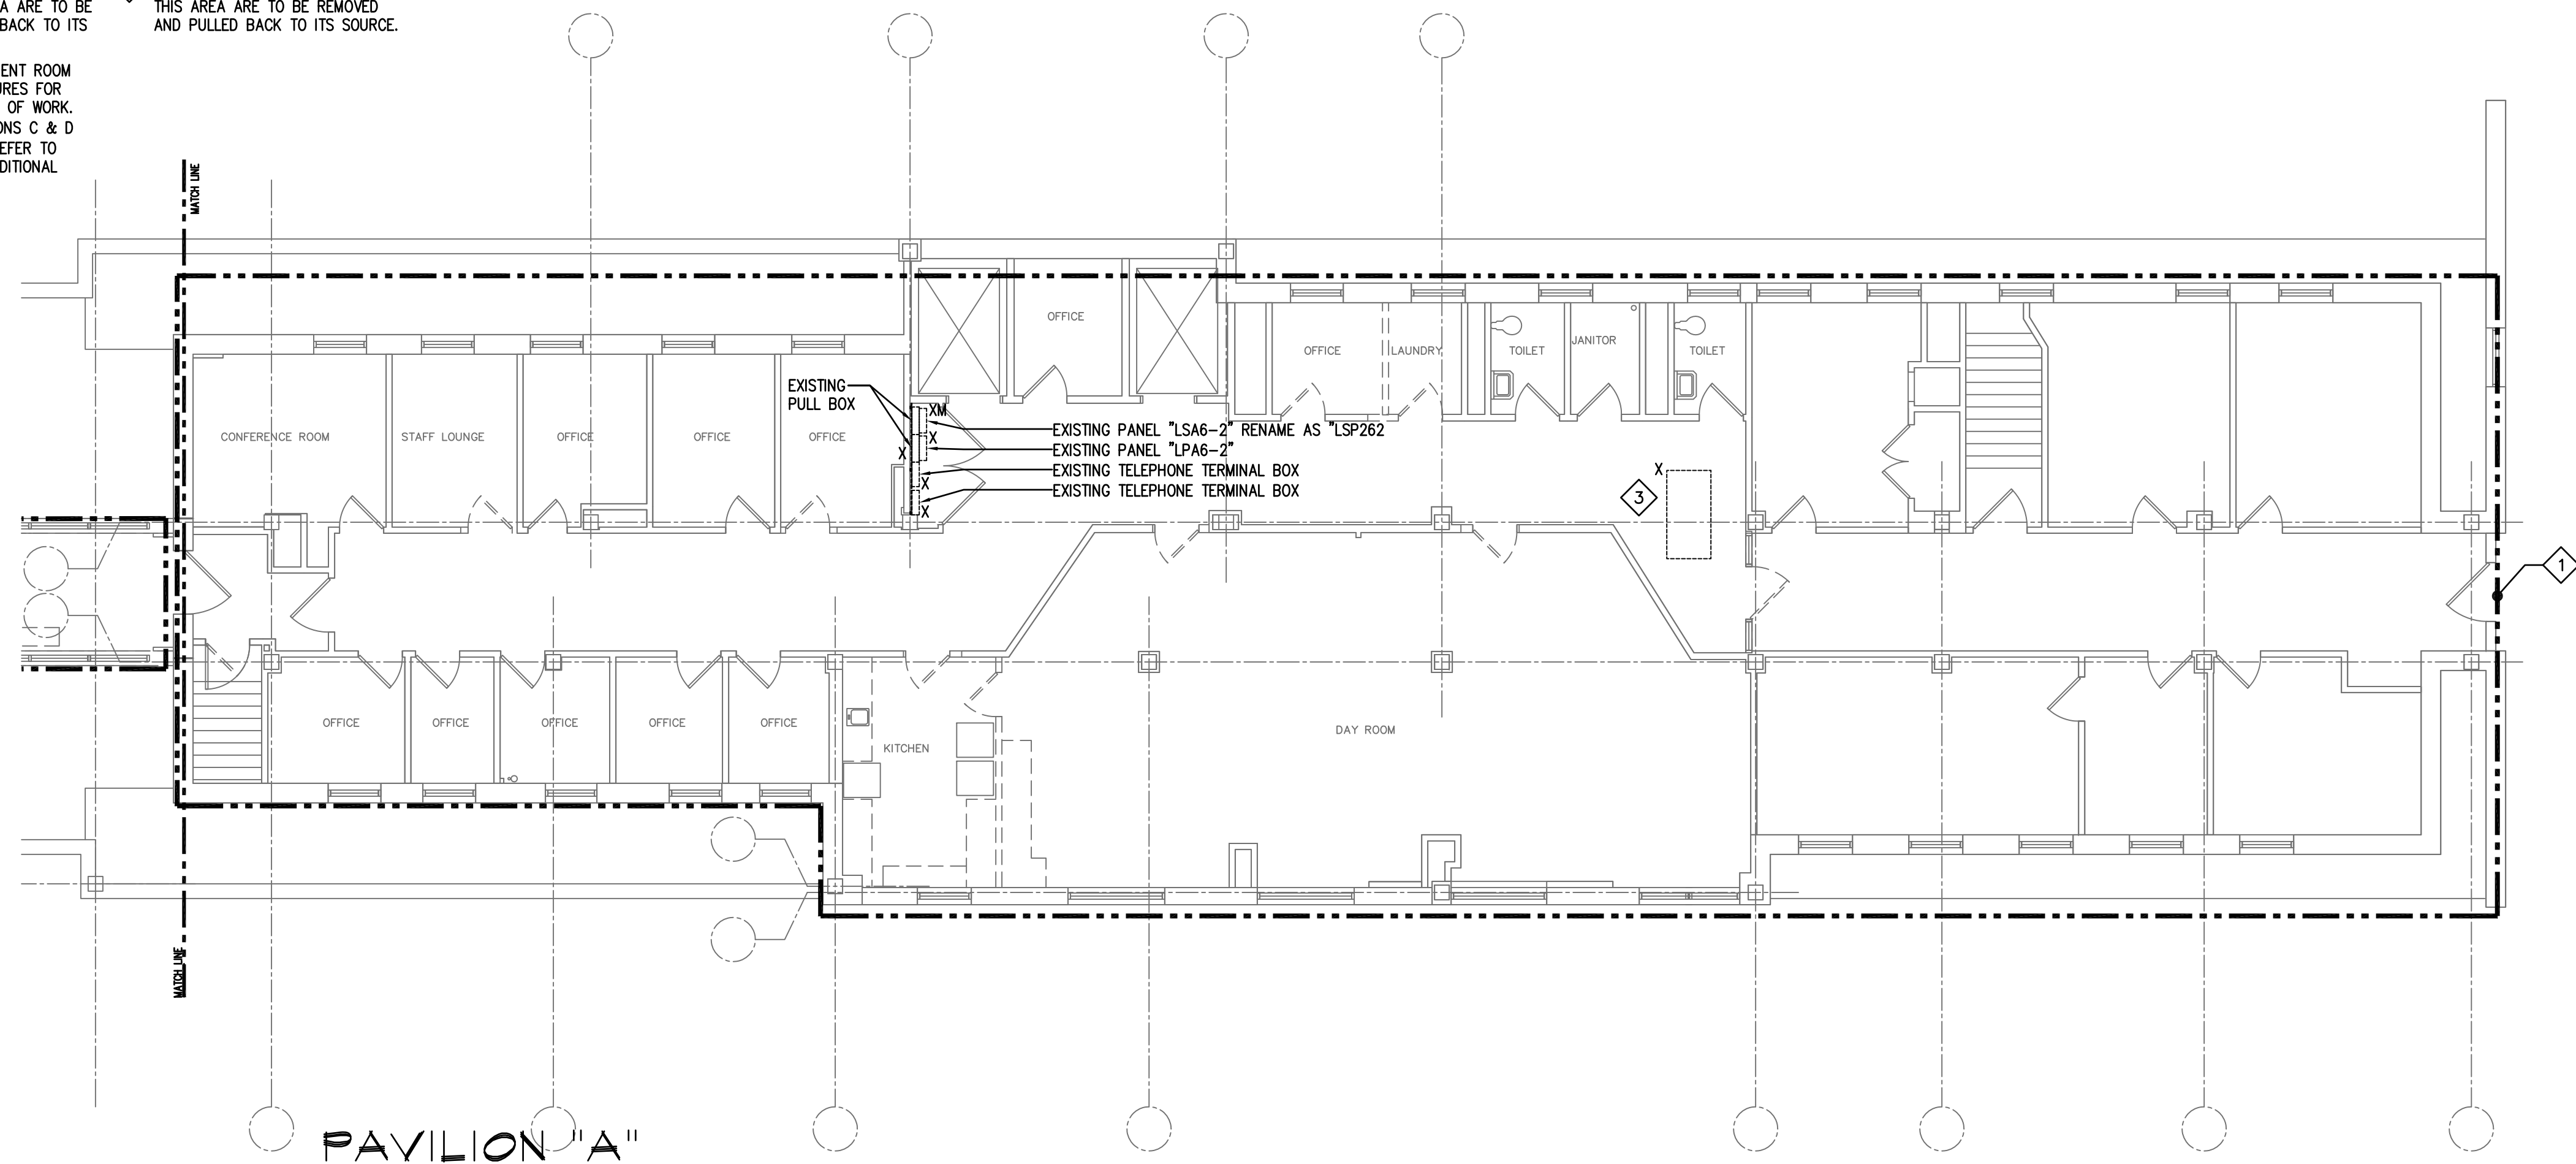 A ARE TO BE
BACK TO ITS
THIS AREA ARE TO BE REMOVED
AND PULLED BACK TO ITS SOURCE.
ENT ROOM
URES FOR
OF WORK.
ONS C & D
EFER TO
DITIONAL
MATCH LINE
OFFICE
OFFICE
LAUNDRY
TOILET
JANITOR
TOILET
EXISTING
PULL BOX
XM
CONFERENCE ROOM
STAFF LOUNGE
OFFICE
OFFICE
OFFICE
X
X
X
X
EXISTING PANEL "LSA6-2" RENAME AS "LSP262
EXISTING PANEL "LPA6-2"
EXISTING TELEPHONE TERMINAL BOX
EXISTING TELEPHONE TERMINAL BOX
X
3
1
OFFICE
OFFICE
OFFICE
OFFICE
OFFICE
KITCHEN
DAY ROOM
MATCH LINE
PAVILION "A"